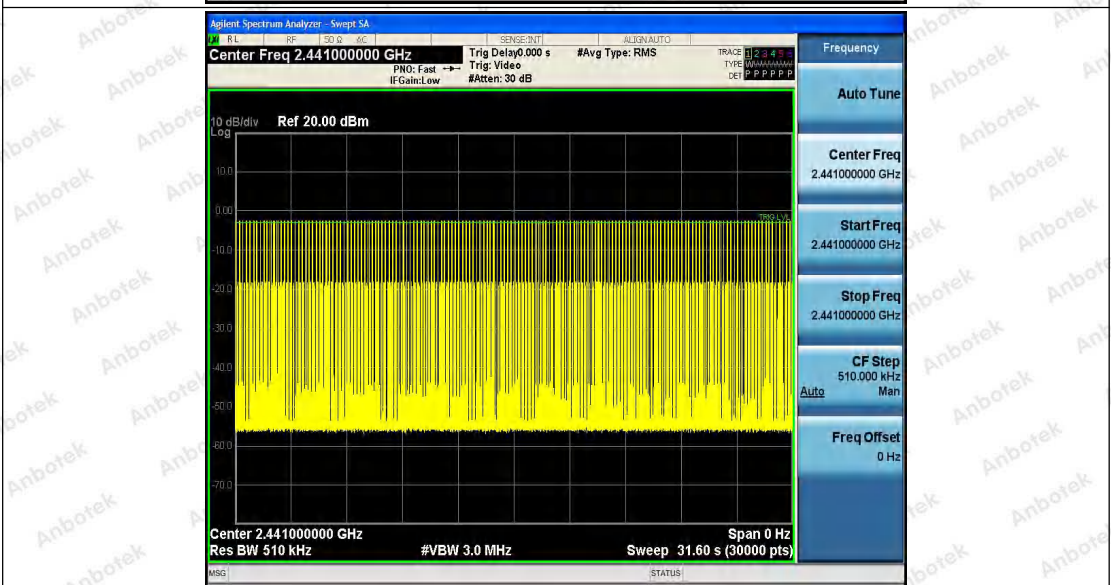 Agilent Spectrum Analyzer - Swept SA
RL RF 50 Ω AC SENSE:INT ALIGN AUTO
Center Freq 2.441000000 GHz
PNO: Fast
IFGain:Low
Trig Delay0.000 s
Trig: Video
#Atten: 30 dB
#Avg Type: RMS
TRACE 1 2 3 4 5 6
TYPE
DET P P P P P P
10 dB/div
Log
Ref 20.00 dBm
10.0
0.00
-10.0
-20.0
-30.0
-40.0
-50.0
-60.0
-70.0
TRIG LVL
Center 2.441000000 GHz
Span 0 Hz
Res BW 510 kHz
#VBW 3.0 MHz
Sweep 31.60 s (30000 pts)
MSG
STATUS
Frequency
Auto Tune
Center Freq
2.441000000 GHz
Start Freq
2.441000000 GHz
Stop Freq
2.441000000 GHz
CF Step
510.000 kHz
Auto Man
Freq Offset
0 Hz
Anbotek